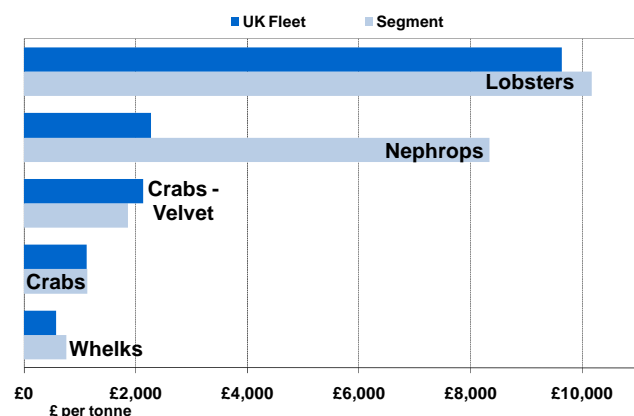 UK Fleet Segment
Lobsters
Nephrops
Crabs -
Velvet
Crabs
Whelks
£0 £2,000 £4,000 £6,000 £8,000 £10,000
£ per tonne